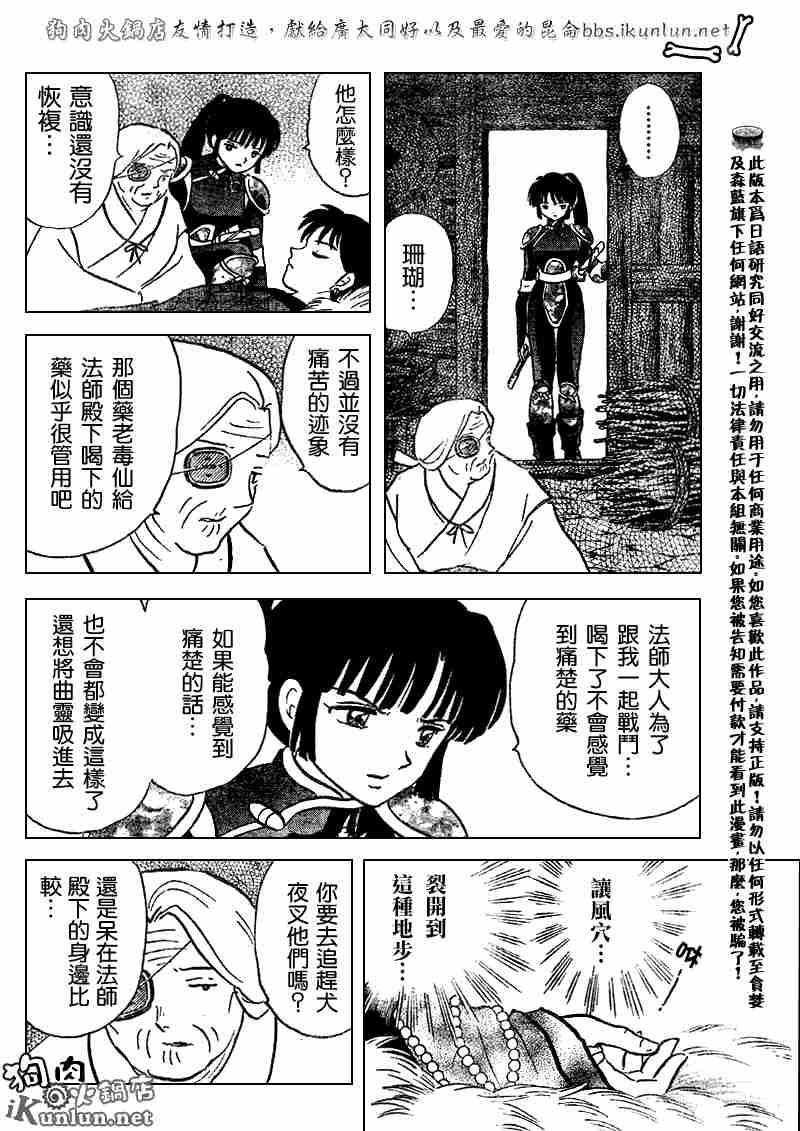 狗肉火鍋店友情打造，獻給廣大同好以及最愛的昆侖bbs.ikunlun.net
………
珊瑚…
他怎麼樣？
意識還沒有
恢複…
不過並沒有
痛苦的迹象
那個藥老毒仙給
法師殿下喝下的
藥似乎很管用吧
法師大人為了
跟我一起戰鬥…
喝下了不會感覺
到痛楚的藥
如果能感覺到
痛楚的話…
也不會都變成這樣了
還想將曲靈吸進去
讓風穴…
裂開到
這種地步…
你要去追趕犬
夜叉他們嗎？
還是呆在法師
殿下的身邊比
較…
此版本爲日語研究同好交流之用，請勿用于任何商業用途。如您喜歡此作品，請支持正版！請勿以任何形式轉載至貪婪
及森藍旗下任何網站，謝謝！一切法律責任與本組無關。如果您被告知需要付款才能看到此漫畫，那麼，您被騙了！
狗肉
火鍋店
iKunlun.net